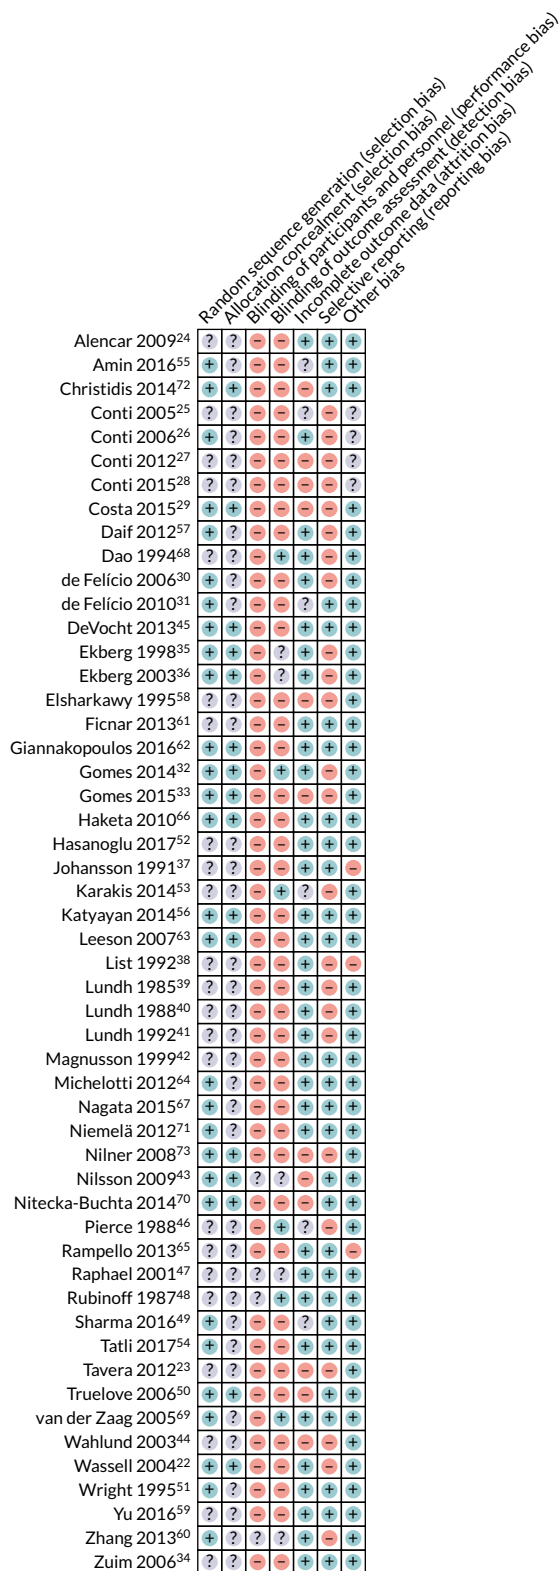 Random sequence generation (selection bias)
Allocation concealment (selection bias)
Blinding of participants and personnel (performance bias)
Blinding of outcome assessment (detection bias)
Incomplete outcome data (attrition bias)
Selective reporting (reporting bias)
Other bias
Alencar 2009²⁴ ? ? − − + + +
Amin 2016⁵⁵ + ? − − ? + +
Christidis 2014⁷² + + − − − + +
Conti 2005²⁵ ? ? − − ? − ?
Conti 2006²⁶ + ? − − + − ?
Conti 2012²⁷ ? ? − − − − ?
Conti 2015²⁸ ? ? − − − − ?
Costa 2015²⁹ + + − − − − +
Daif 2012⁵⁷ + ? − − + − +
Dao 1994⁶⁸ ? ? − + + − +
de Felício 2006³⁰ + ? − − + − +
de Felício 2010³¹ + ? − − ? + +
DeVocht 2013⁴⁵ + + − − + + +
Ekberg 1998³⁵ + + − ? + − +
Ekberg 2003³⁶ + + − ? + − +
Elsharkawy 1995⁵⁸ ? ? − − − − +
Ficnar 2013⁶¹ ? ? − − + + +
Giannakopoulos 2016⁶² + + − − + + +
Gomes 2014³² + + − + + − +
Gomes 2015³³ + + − − − − +
Haketa 2010⁶⁶ + + − − + + +
Hasanoglu 2017⁵² ? ? − − + + +
Johansson 1991³⁷ ? ? − − + + −
Karakis 2014⁵³ ? ? − + ? − +
Katyayan 2014⁵⁶ + + − − + + +
Leeson 2007⁶³ + + − − + + +
List 1992³⁸ ? ? − − + − −
Lundh 1985³⁹ ? ? − − + − +
Lundh 1988⁴⁰ ? ? − − + − +
Lundh 1992⁴¹ ? ? − − + − +
Magnusson 1999⁴² ? ? − − + + +
Michelotti 2012⁶⁴ + ? − − + + +
Nagata 2015⁶⁷ + ? − − + + +
Niemelä 2012⁷¹ + ? − − + + +
Nilner 2008⁷³ + + − − − − +
Nilsson 2009⁴³ + + ? ? − + +
Nitecka-Buchta 2014⁷⁰ + + − − − + +
Pierce 1988⁴⁶ ? ? − + ? − +
Rampello 2013⁶⁵ ? ? − − + + −
Raphael 2001⁴⁷ ? ? ? ? + + +
Rubinoff 1987⁴⁸ ? ? ? + + + +
Sharma 2016⁴⁹ + ? − − ? + +
Tatli 2017⁵⁴ + ? − − + + +
Tavera 2012²³ ? ? − − − − +
Truelove 2006⁵⁰ + + − − − + +
van der Zaag 2005⁶⁹ + ? − + + + +
Wahlund 2003⁴⁴ ? ? − − − − +
Wassell 2004²² + + − − + − +
Wright 1995⁵¹ + ? − − + + +
Yu 2016⁵⁹ ? ? − − + + +
Zhang 2013⁶⁰ + ? ? ? + − +
Zuim 2006³⁴ ? ? − − + + +